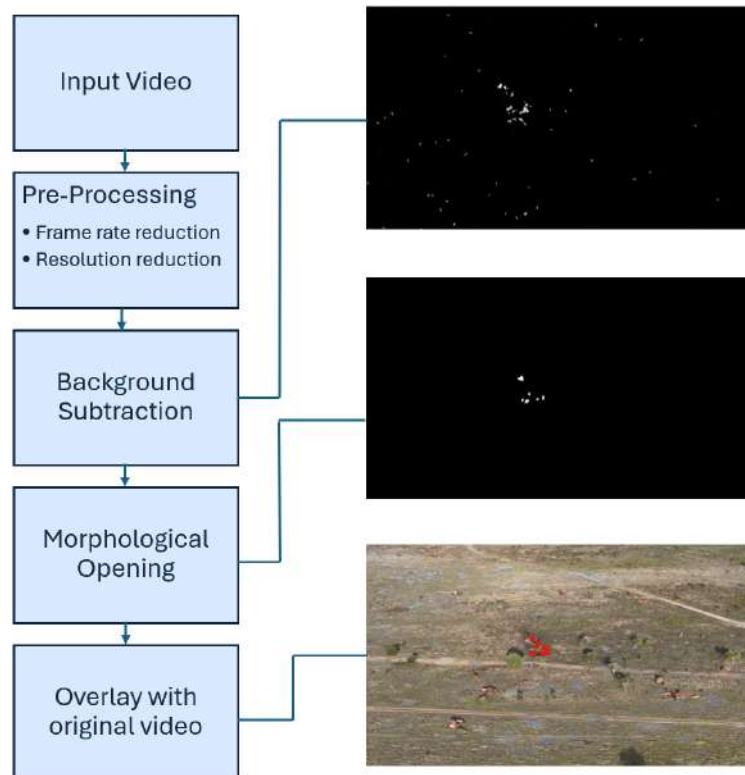 Input Video
Pre-Processing
• Frame rate reduction
• Resolution reduction
Background
Subtraction
Morphological
Opening
Overlay with
original video